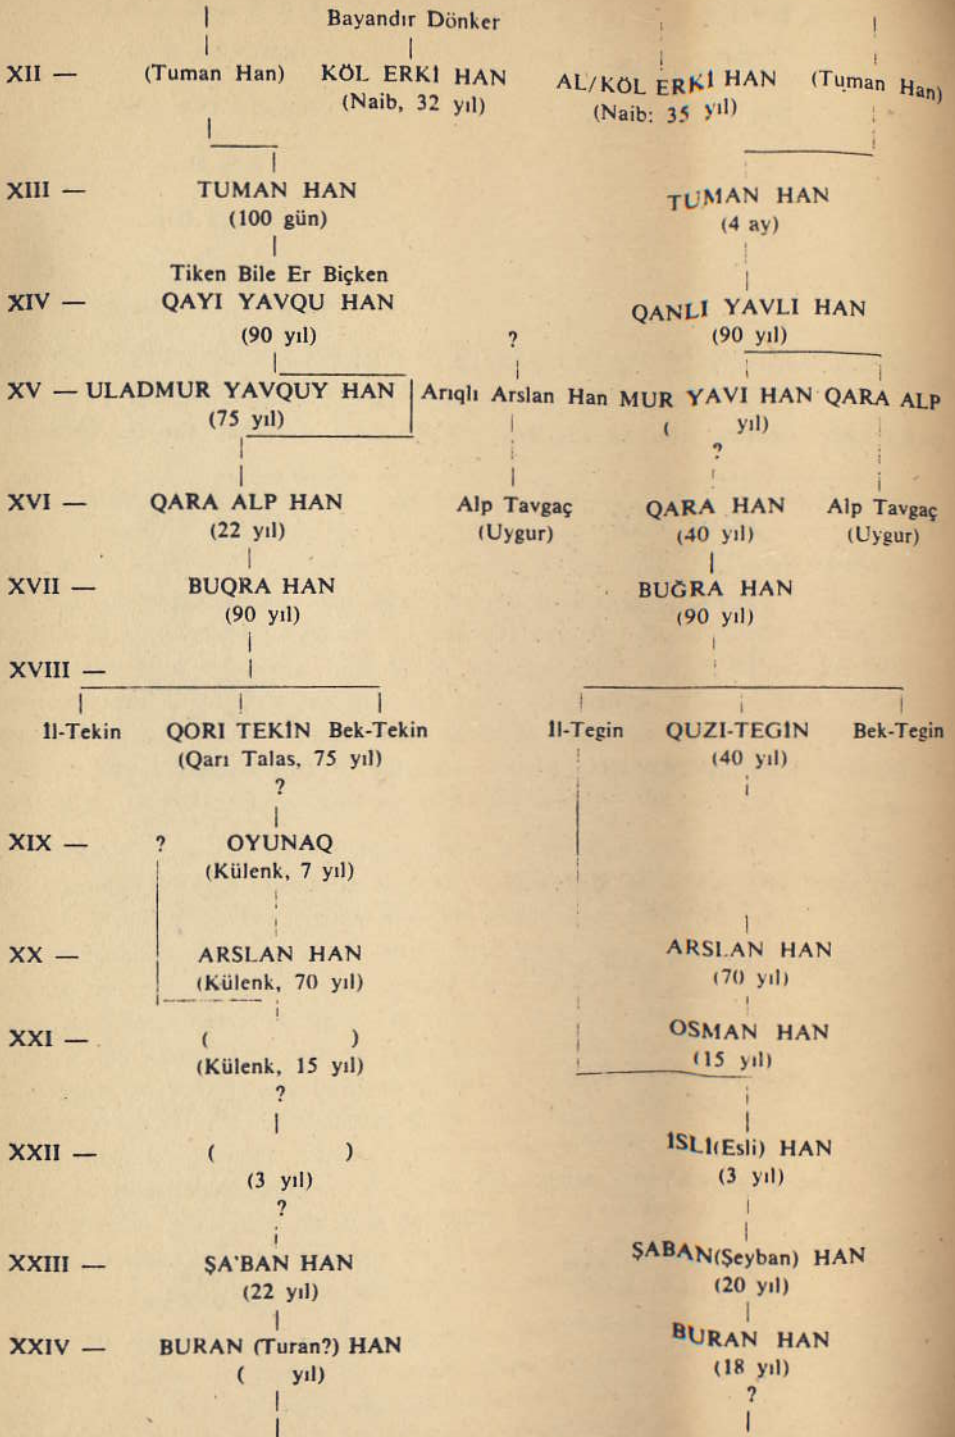 Bayandır Dönker
XII — (Tuman Han) KÖL ERKİ HAN AL/KÖL ERKİ HAN (Tuman Han)
(Naib, 32 yıl) (Naib: 35 yıl)
XIII — TUMAN HAN TUMAN HAN
(100 gün) (4 ay)
Tiken Bile Er Biçken
XIV — QAYI YAVQU HAN QANLI YAVLI HAN
(90 yıl) ? (90 yıl)
XV — ULADMUR YAVQUY HAN Arıqlı Arslan Han MUR YAVI HAN QARA ALP
(75 yıl) ( yıl)
?
XVI — QARA ALP HAN Alp Tavgaç QARA HAN Alp Tavgaç
(22 yıl) (Uygur) (40 yıl) (Uygur)
XVII — BUQRA HAN BUĞRA HAN
(90 yıl) (90 yıl)
XVIII —
İl-Tekin QORI TEKİN Bek-Tekin İl-Tegin QUZI-TEGİN Bek-Tegin
(Qarı Talas, 75 yıl) (40 yıl)
?
XIX — ? OYUNAQ
(Külenk, 7 yıl)
XX — ARSLAN HAN ARSLAN HAN
(Külenk, 70 yıl) (70 yıl)
XXI — ( ) OSMAN HAN
(Külenk, 15 yıl) (15 yıl)
?
XXII — ( ) İSLİ(Esli) HAN
(3 yıl) (3 yıl)
?
XXIII — ŞA'BAN HAN ŞABAN(Şeyban) HAN
(22 yıl) (20 yıl)
XXIV — BURAN (Turan?) HAN BURAN HAN
( yıl) (18 yıl)
?